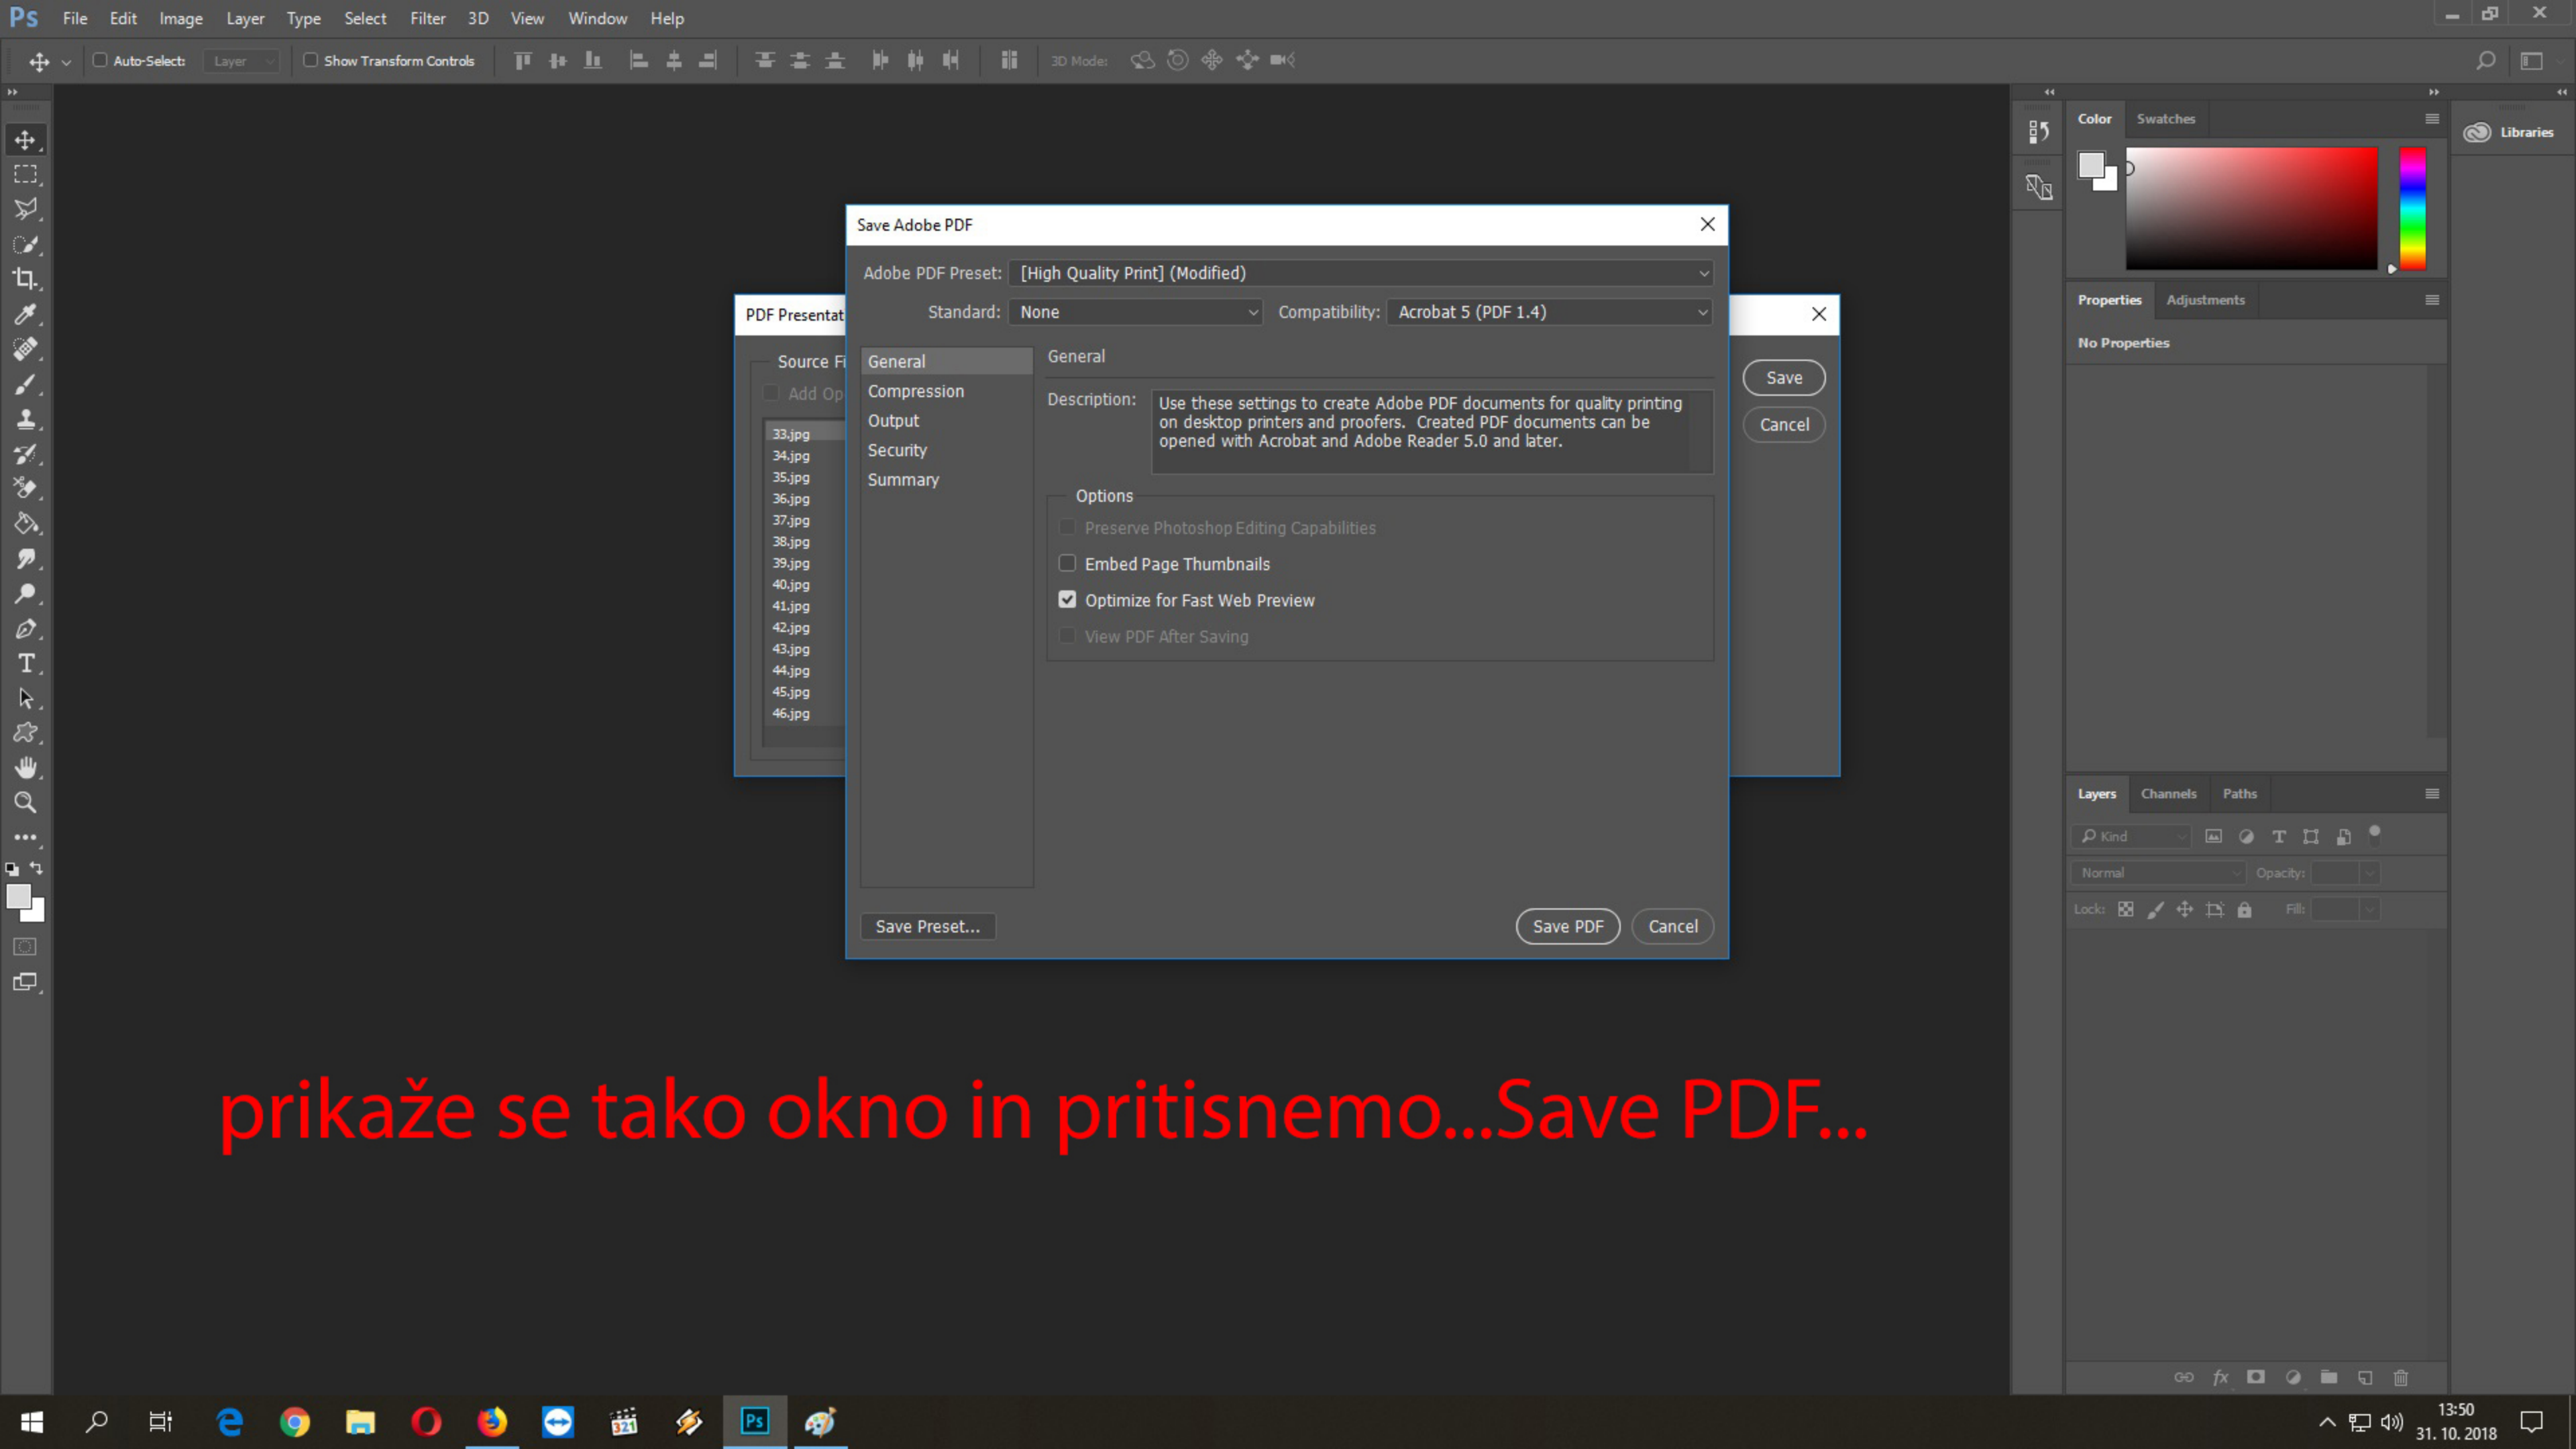 Ps File Edit Image Layer Type Select Filter 3D View Window Help
Auto-Select: Layer Show Transform Controls 3D Mode:
Color Swatches
Libraries
Save Adobe PDF
Adobe PDF Preset: [High Quality Print] (Modified)
Standard: None Compatibility: Acrobat 5 (PDF 1.4)
PDF Presentat
Source Fi
Add Op
33.jpg
34.jpg
35.jpg
36.jpg
37.jpg
38.jpg
39.jpg
40.jpg
41.jpg
42.jpg
43.jpg
44.jpg
45.jpg
46.jpg
General
Compression
Output
Security
Summary
General
Description: Use these settings to create Adobe PDF documents for quality printing
on desktop printers and proofers. Created PDF documents can be
opened with Acrobat and Adobe Reader 5.0 and later.
Options
Preserve Photoshop Editing Capabilities
Embed Page Thumbnails
Optimize for Fast Web Preview
View PDF After Saving
Save Preset...
Save PDF Cancel
Save
Cancel
Properties Adjustments
No Properties
Layers Channels Paths
Kind
Normal Opacity:
Lock: Fill:
prikaže se tako okno in pritisnemo...Save PDF...
fx
321
Ps
13:50
31. 10. 2018